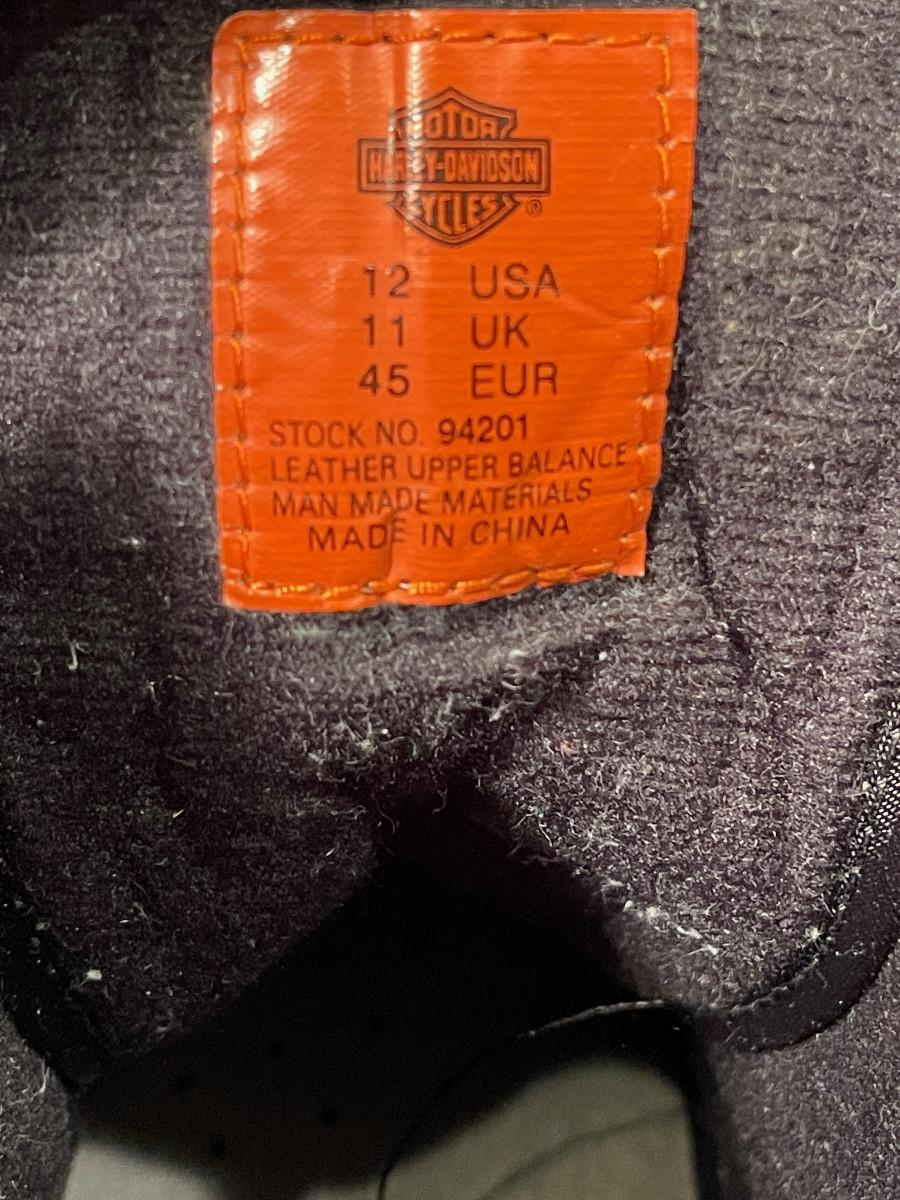 MOTOR
HARLEY-DAVIDSON
CYCLES ®
12 USA
11 UK
45 EUR
STOCK NO. 94201
LEATHER UPPER BALANCE
MAN MADE MATERIALS
MADE IN CHINA